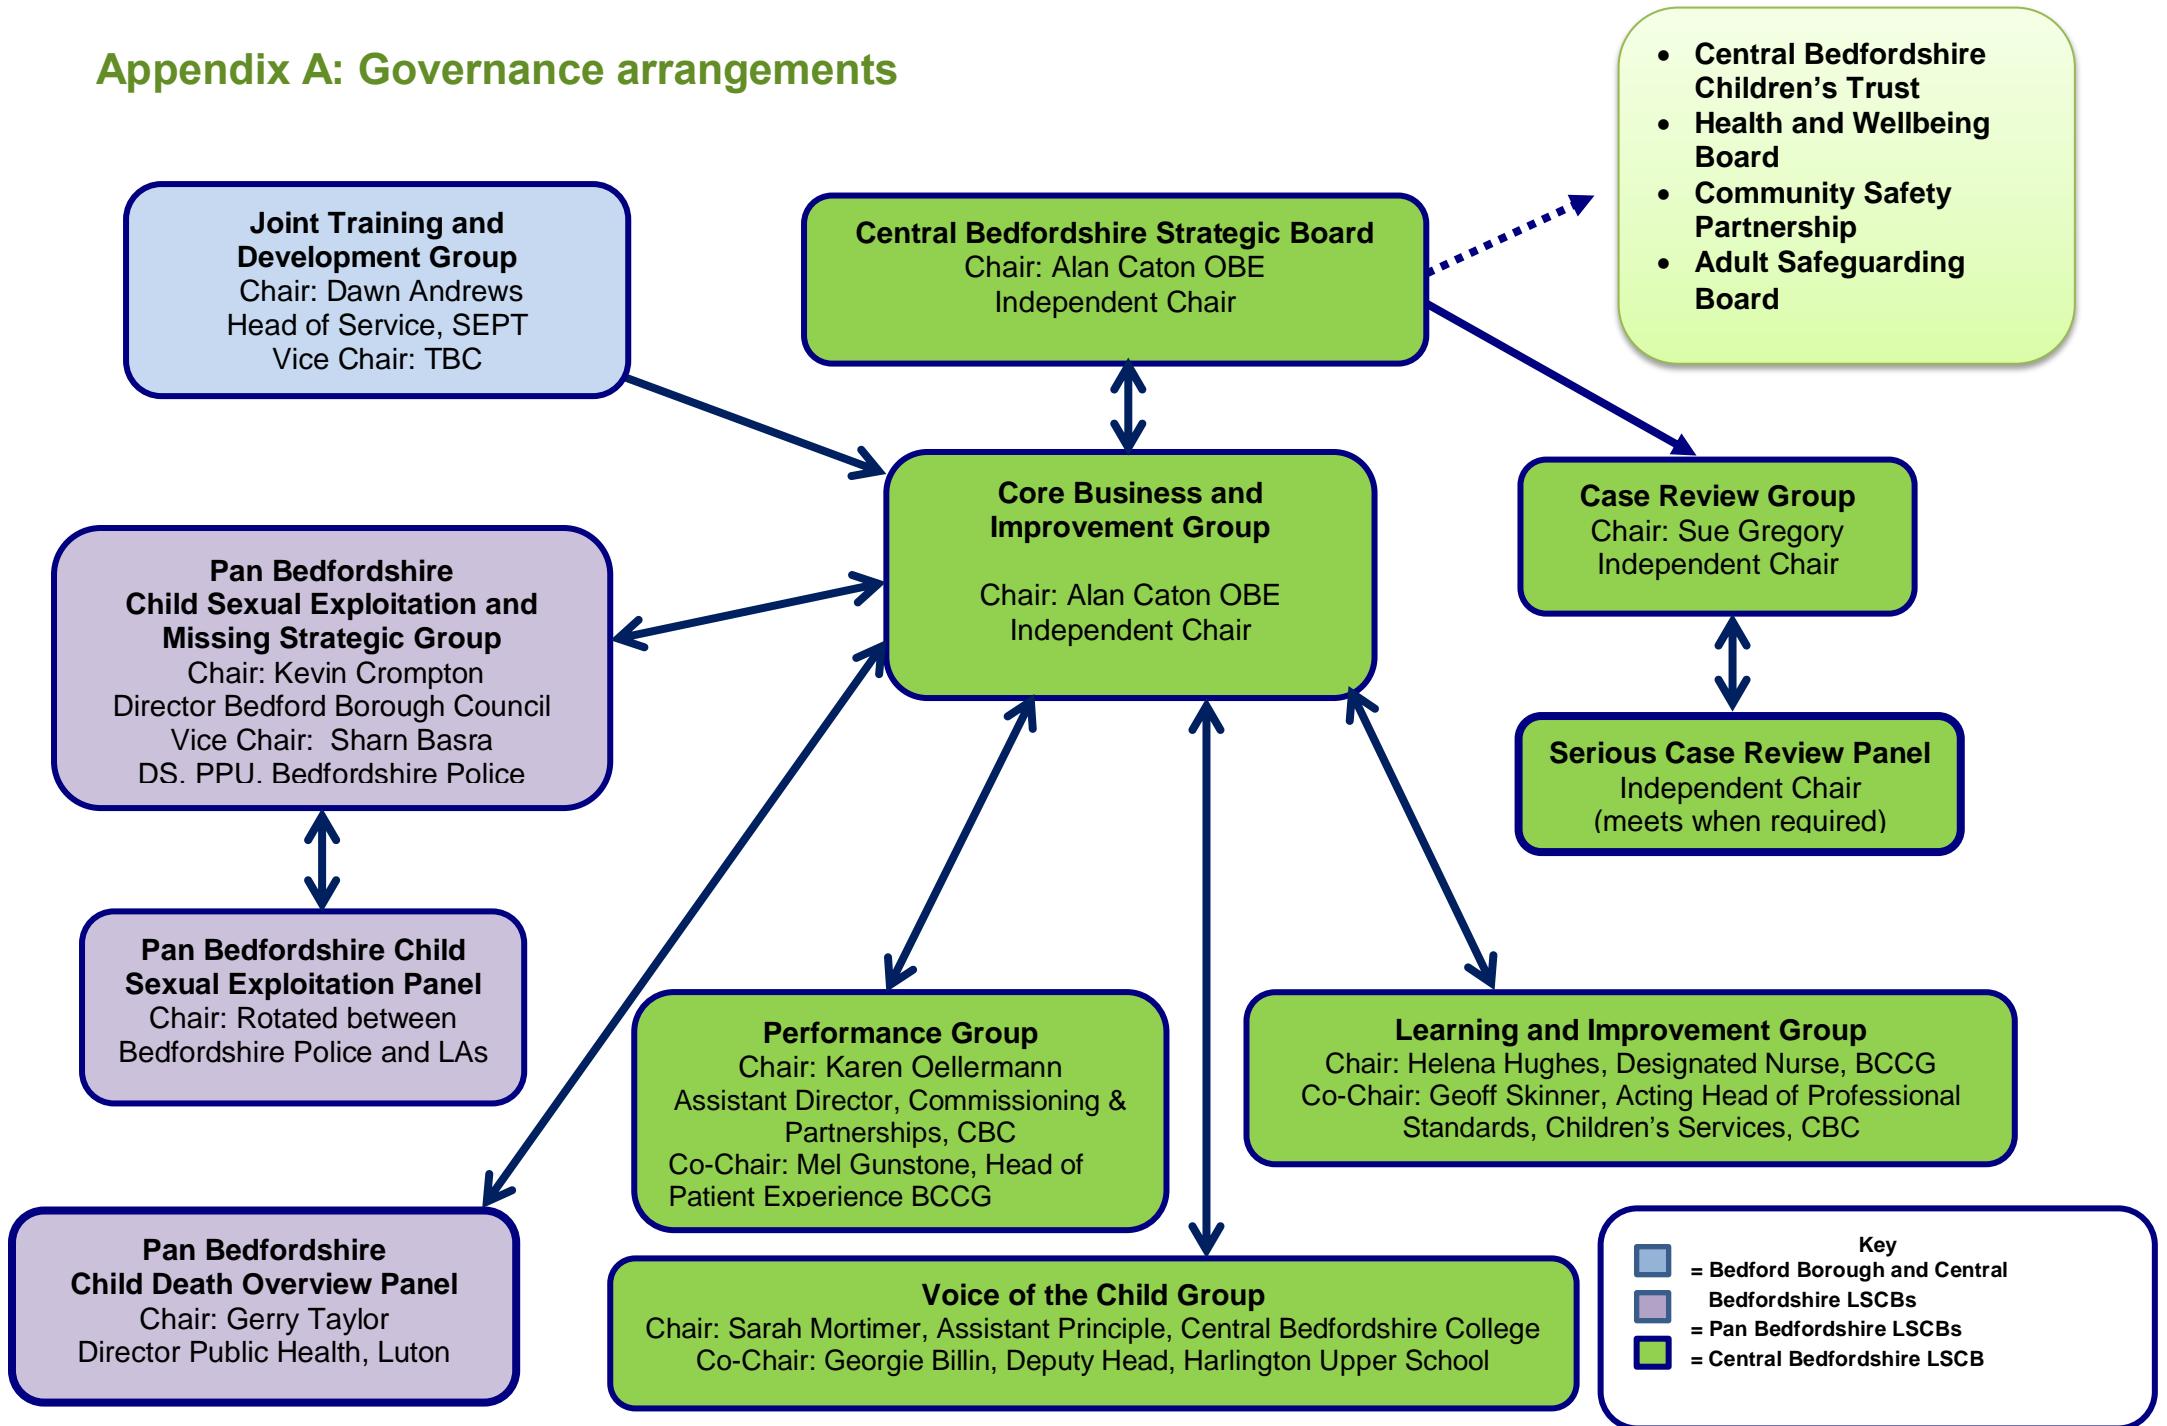 Appendix A: Governance arrangements
• Central Bedfordshire
Children’s Trust
• Health and Wellbeing
Board
• Community Safety
Partnership
• Adult Safeguarding
Board
Joint Training and
Development Group
Chair: Dawn Andrews
Head of Service, SEPT
Vice Chair: TBC
Central Bedfordshire Strategic Board
Chair: Alan Caton OBE
Independent Chair
Core Business and
Improvement Group
Chair: Alan Caton OBE
Independent Chair
Case Review Group
Chair: Sue Gregory
Independent Chair
Pan Bedfordshire
Child Sexual Exploitation and
Missing Strategic Group
Chair: Kevin Crompton
Director Bedford Borough Council
Vice Chair: Sharn Basra
DS. PPU. Bedfordshire Police
Serious Case Review Panel
Independent Chair
(meets when required)
Pan Bedfordshire Child
Sexual Exploitation Panel
Chair: Rotated between
Bedfordshire Police and LAs
Performance Group
Chair: Karen Oellermann
Assistant Director, Commissioning &
Partnerships, CBC
Co-Chair: Mel Gunstone, Head of
Patient Experience BCCG
Learning and Improvement Group
Chair: Helena Hughes, Designated Nurse, BCCG
Co-Chair: Geoff Skinner, Acting Head of Professional
Standards, Children’s Services, CBC
Pan Bedfordshire
Child Death Overview Panel
Chair: Gerry Taylor
Director Public Health, Luton
Voice of the Child Group
Chair: Sarah Mortimer, Assistant Principle, Central Bedfordshire College
Co-Chair: Georgie Billin, Deputy Head, Harlington Upper School
Key
= Bedford Borough and Central
Bedfordshire LSCBs
= Pan Bedfordshire LSCBs
= Central Bedfordshire LSCB